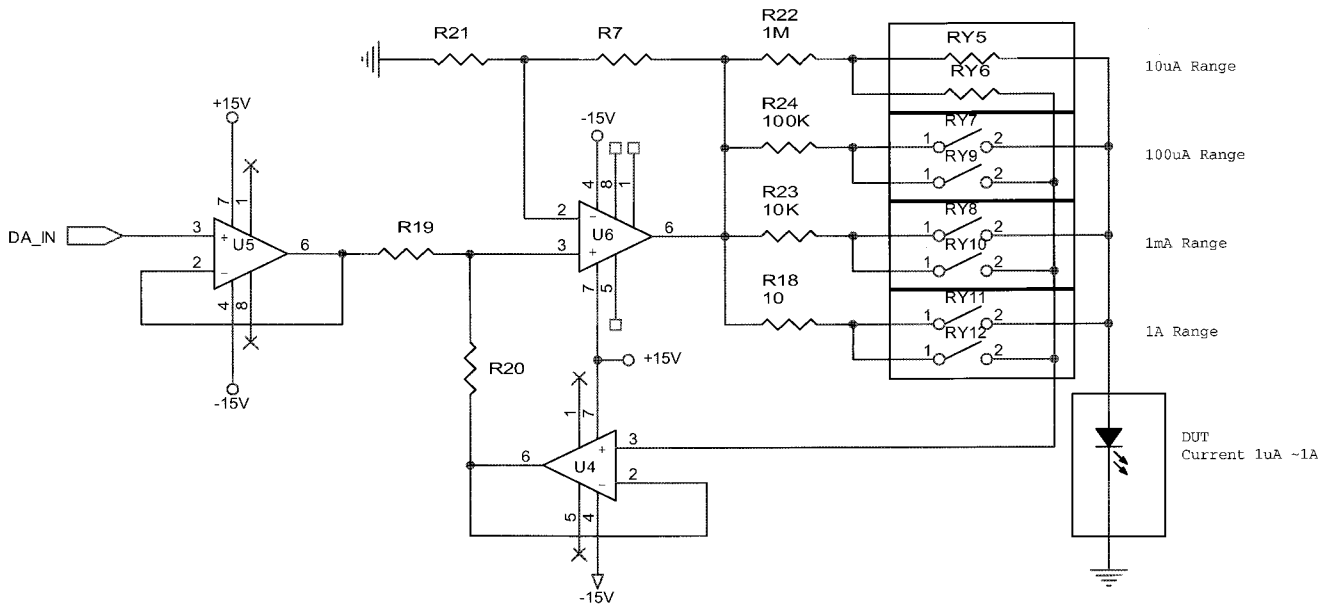 R22
1M
R21
R7
RY5
RY6
10uA Range
+15V
-15V
R24
100K
RY7
1
2
RY9
1
2
100uA Range
4
8
1
7
1
2
3
6
U6
7
5
R23
10K
RY8
1
2
RY10
1
2
1mA Range
DA_IN
3
2
+
-
U5
6
4
8
-15V
R19
+
-
R18
10
RY11
1
2
RY12
1
2
1A Range
R20
+15V
1
7
6
U4
+
-
3
2
5
4
-15V
DUT
Current 1uA ~1A